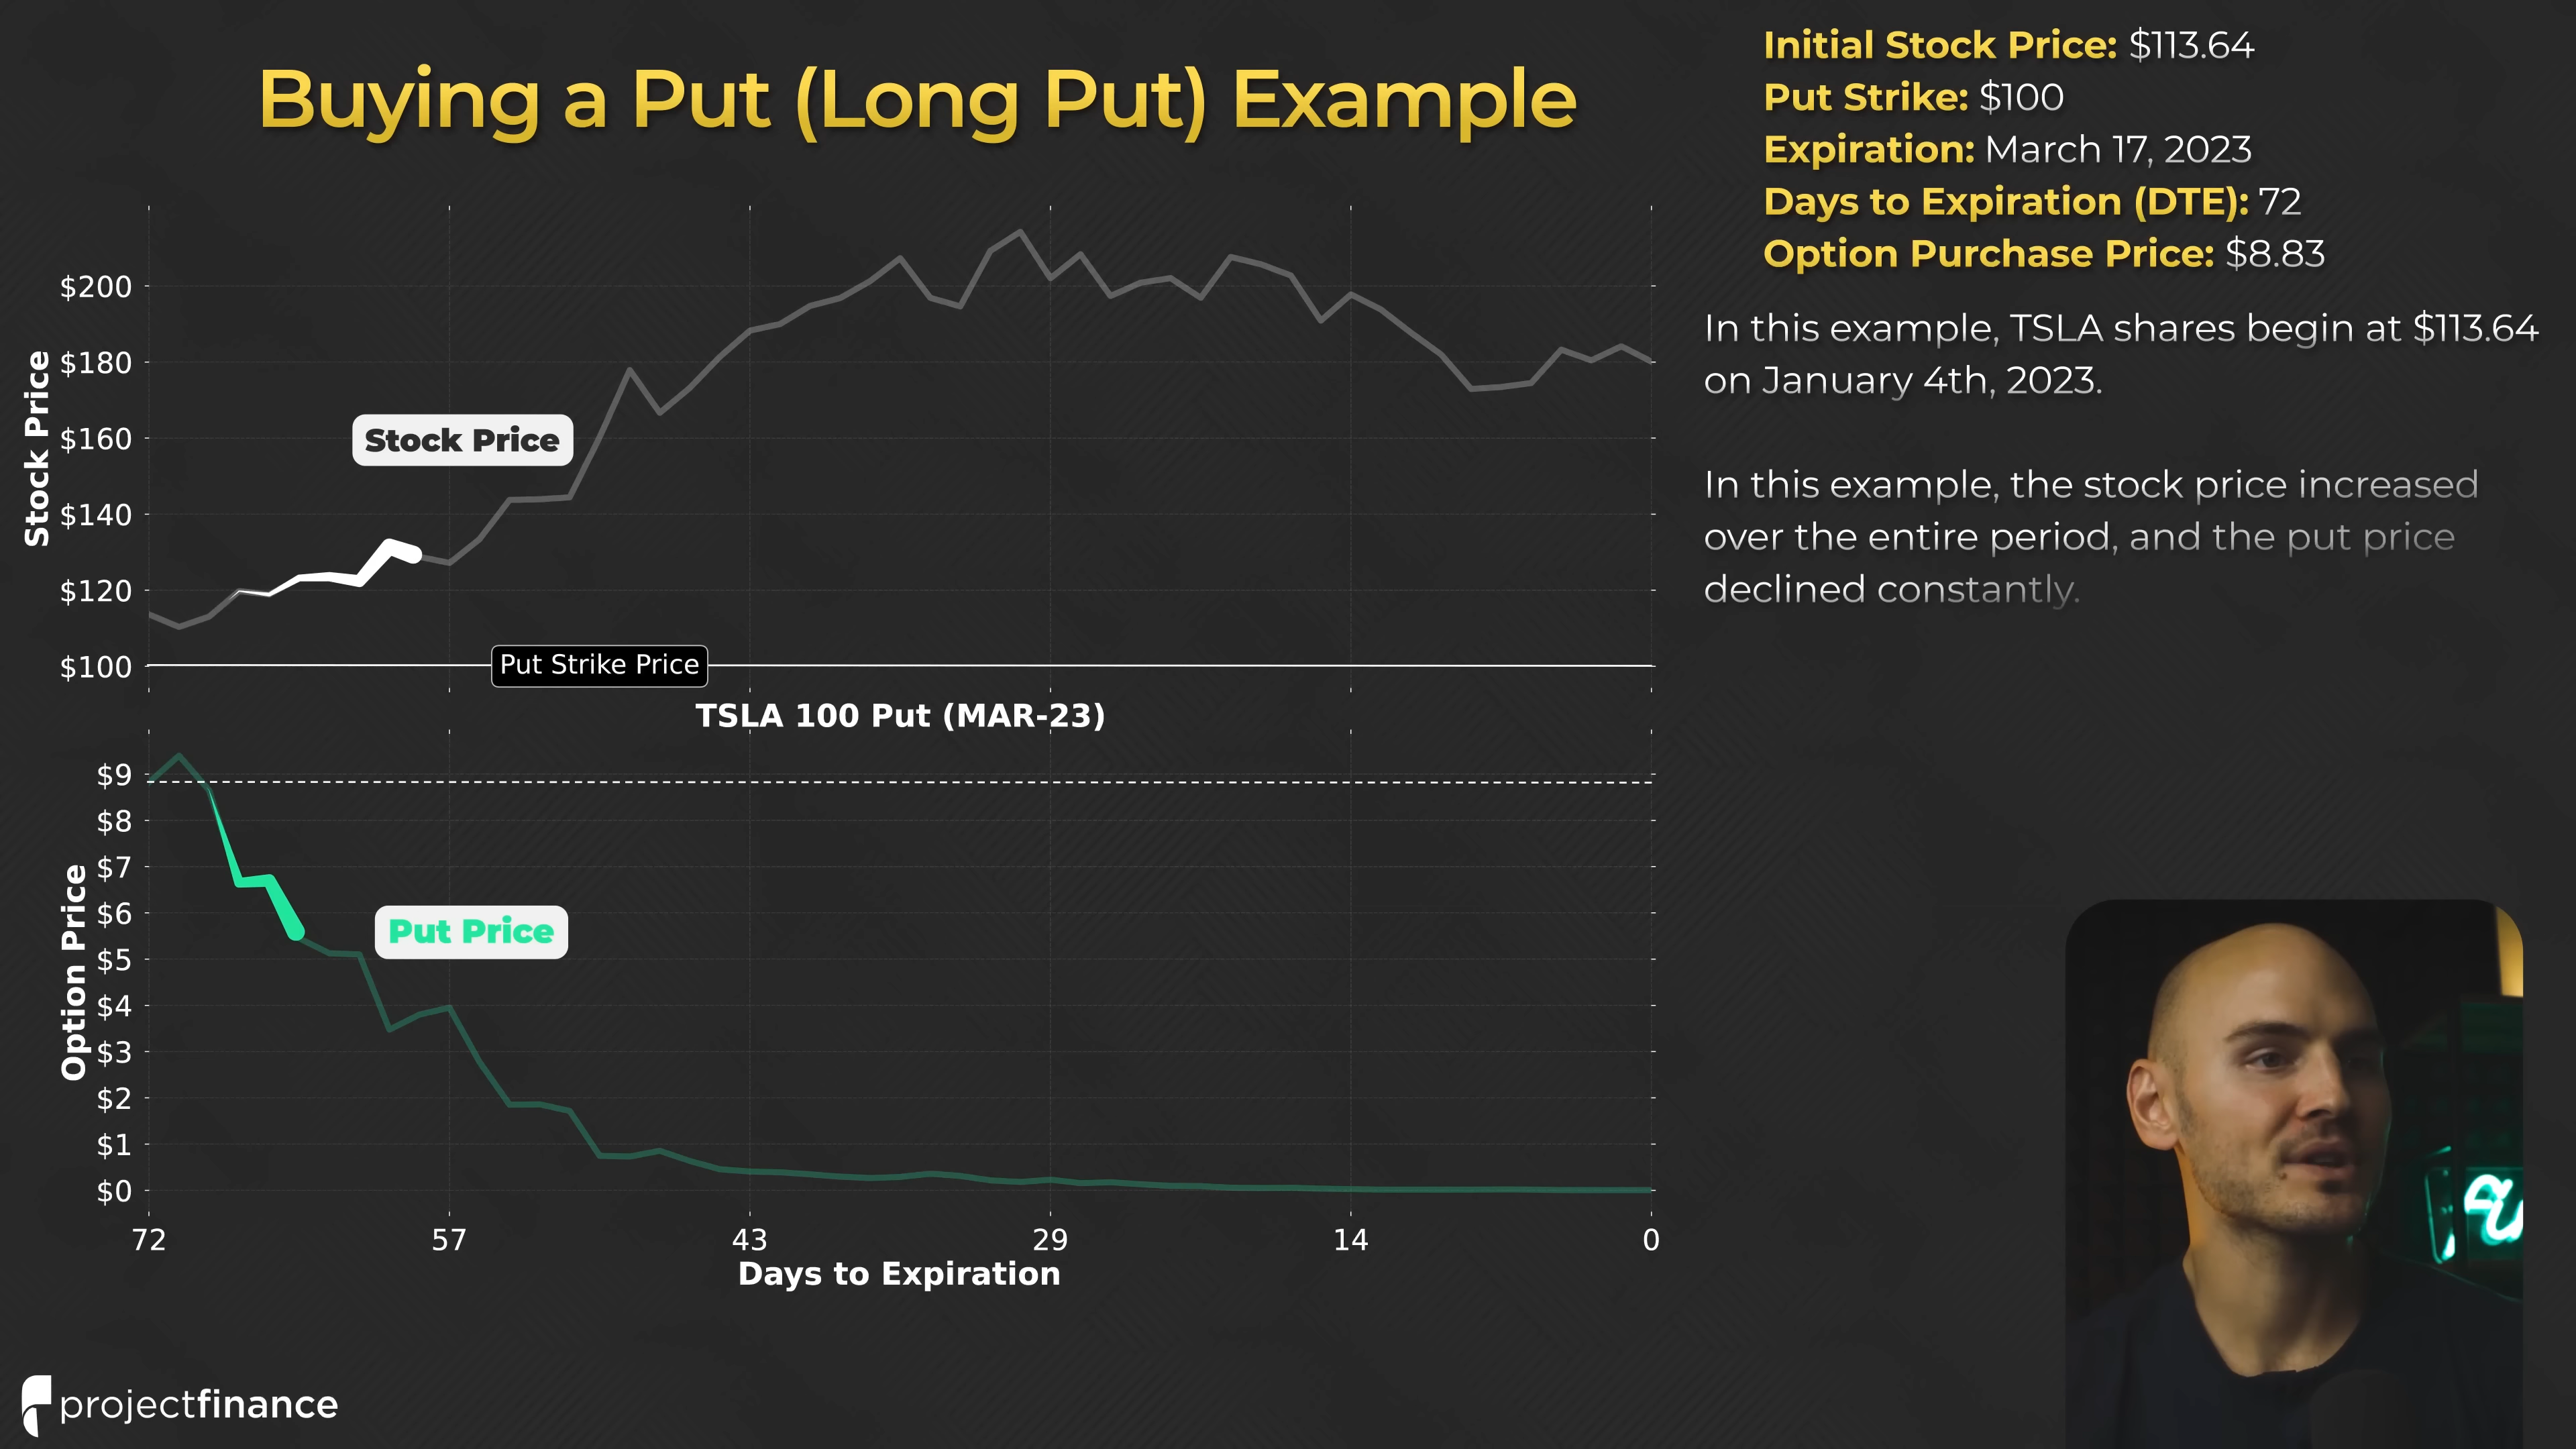 Buying a Put (Long Put) Example
Initial Stock Price: $113.64
Put Strike: $100
Expiration: March 17, 2023
Days to Expiration (DTE): 72
Option Purchase Price: $8.83
In this example, TSLA shares begin at $113.64
on January 4th, 2023.
In this example, the stock price increased
over the entire period, and the put price
declined constantly.
Stock Price
$200
$180
$160
$140
$120
$100
Stock Price
Put Strike Price
TSLA 100 Put (MAR-23)
Option Price
$9
$8
$7
$6
$5
$4
$3
$2
$1
$0
Put Price
72
57
43
29
14
0
Days to Expiration
projectfinance